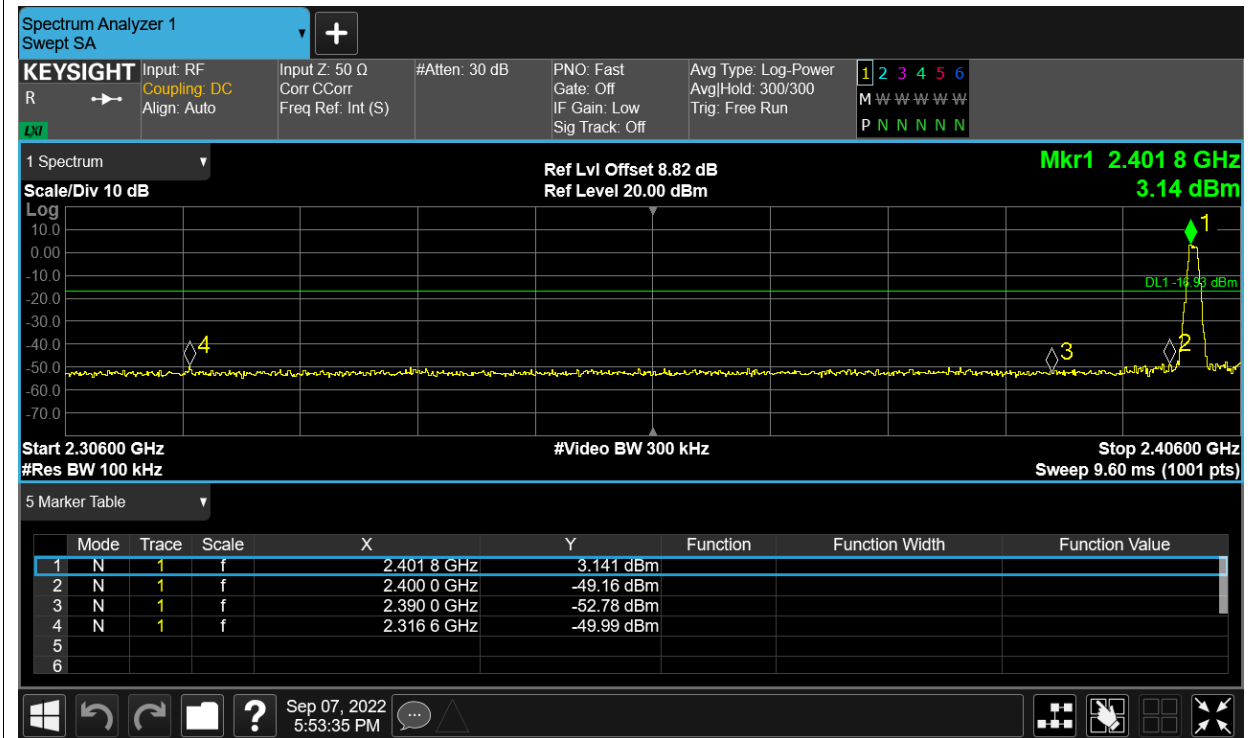 Spectrum Analyzer 1
Swept SA
KEYSIGHT
R
LXI
Input: RF
Coupling: DC
Align: Auto
Input Z: 50 Ω
Corr CCorr
Freq Ref: Int (S)
#Atten: 30 dB
PNO: Fast
Gate: Off
IF Gain: Low
Sig Track: Off
Avg Type: Log-Power
Avg|Hold: 300/300
Trig: Free Run
1 2 3 4 5 6
M W W W W W
P N N N N N
1 Spectrum
Scale/Div 10 dB
Ref Lvl Offset 8.82 dB
Ref Level 20.00 dBm
Mkr1 2.401 8 GHz
3.14 dBm
Log
10.0
0.00
-10.0
-20.0
-30.0
-40.0
-50.0
-60.0
-70.0
1
DL1 -16.93 dBm
4
3
2
Start 2.30600 GHz
#Res BW 100 kHz
#Video BW 300 kHz
Stop 2.40600 GHz
Sweep 9.60 ms (1001 pts)
5 Marker Table
Mode Trace Scale X Y Function Function Width Function Value
1 N 1 f 2.401 8 GHz 3.141 dBm
2 N 1 f 2.400 0 GHz -49.16 dBm
3 N 1 f 2.390 0 GHz -52.78 dBm
4 N 1 f 2.316 6 GHz -49.99 dBm
5
6
?
Sep 07, 2022
5:53:35 PM